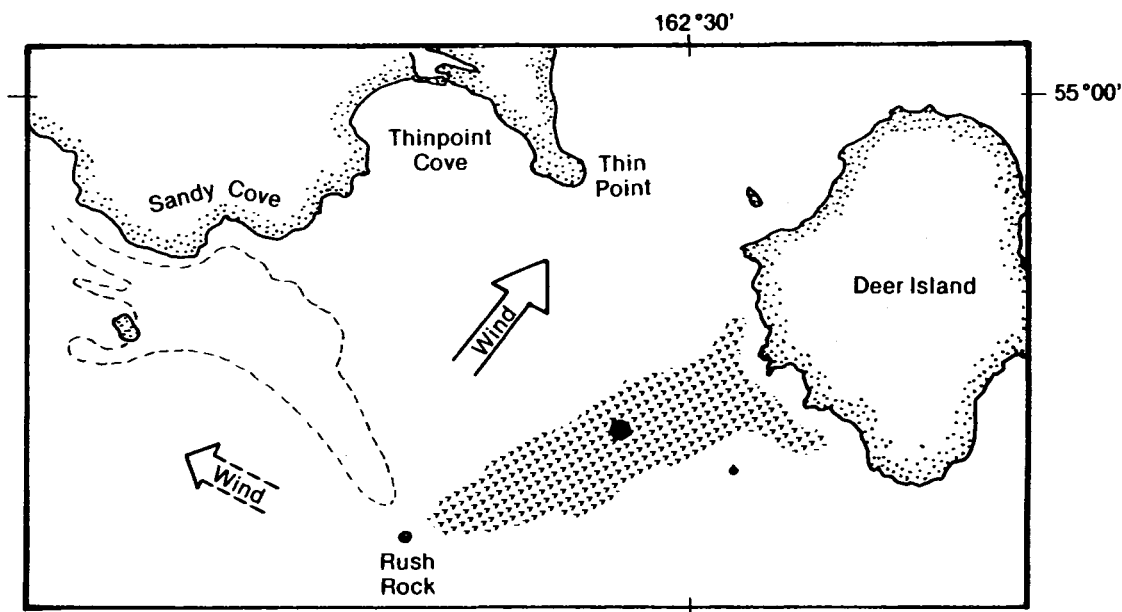 162°30'
55°00'
Thinpoint
Cove
Thin
Point
Sandy Cove
Deer Island
Wind
Wind
Rush
Rock